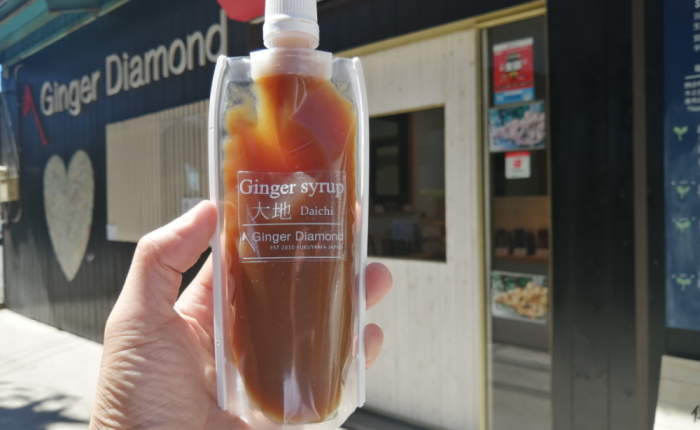 Ginger Diamond
Ginger syrup
大地 Daichi
Ginger Diamond
EST 2010 FUKUYAMA JAPAN